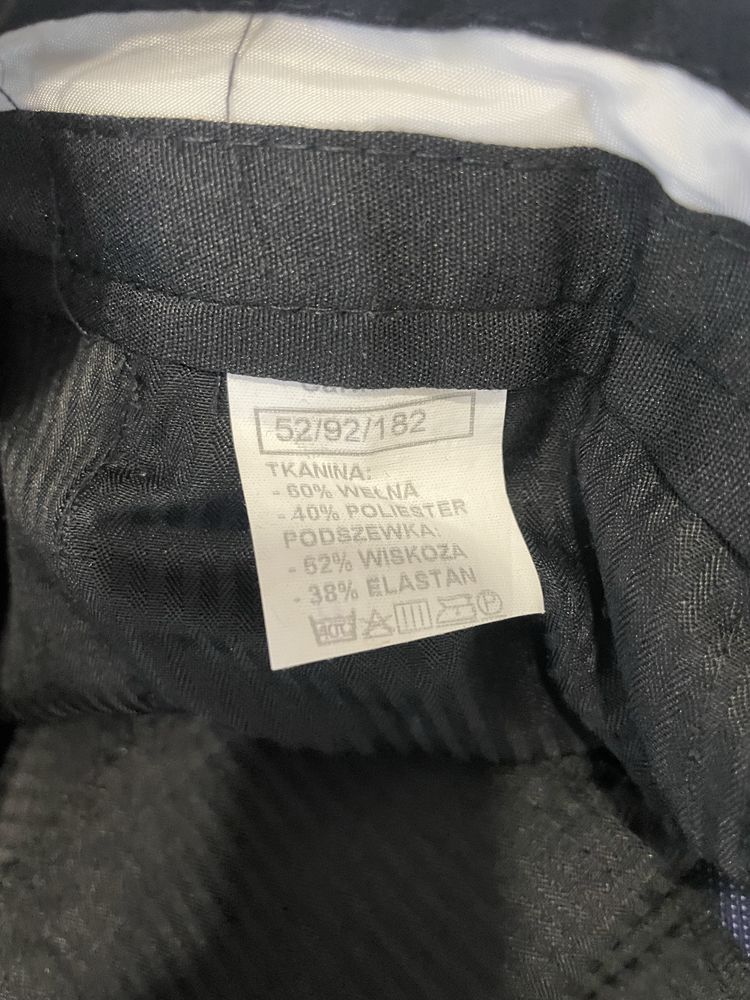 52/92/182
TKANINA:
- 60% WEŁNA
- 40% POLIESTER
PODSZEWKA:
- 62% WISKOZA
- 38% ELASTAN